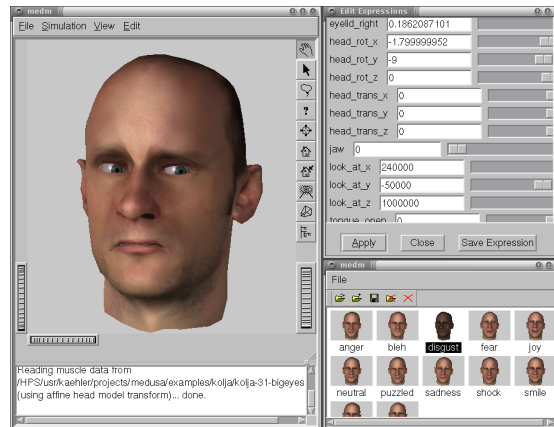 medm
File Simulation View Edit
?
Reading muscle data from
/HPS/usr/kaehler/projects/medusa/examples/kolja/kolja-31-bigeyes
(using affine head model transform)... done.
Edit Expressions
eyelid_right 0.1862087101
head_rot_x -1.799999952
head_rot_y -9
head_rot_z 0
head_trans_x 0
head_trans_y 0
head_trans_z 0
jaw 0
look_at_x 240000
look_at_y -50000
look_at_z 1000000
tongue_open 0
Apply Close Save Expression
medm
File
anger bleh disgust fear joy
neutral puzzled sadness shock smile